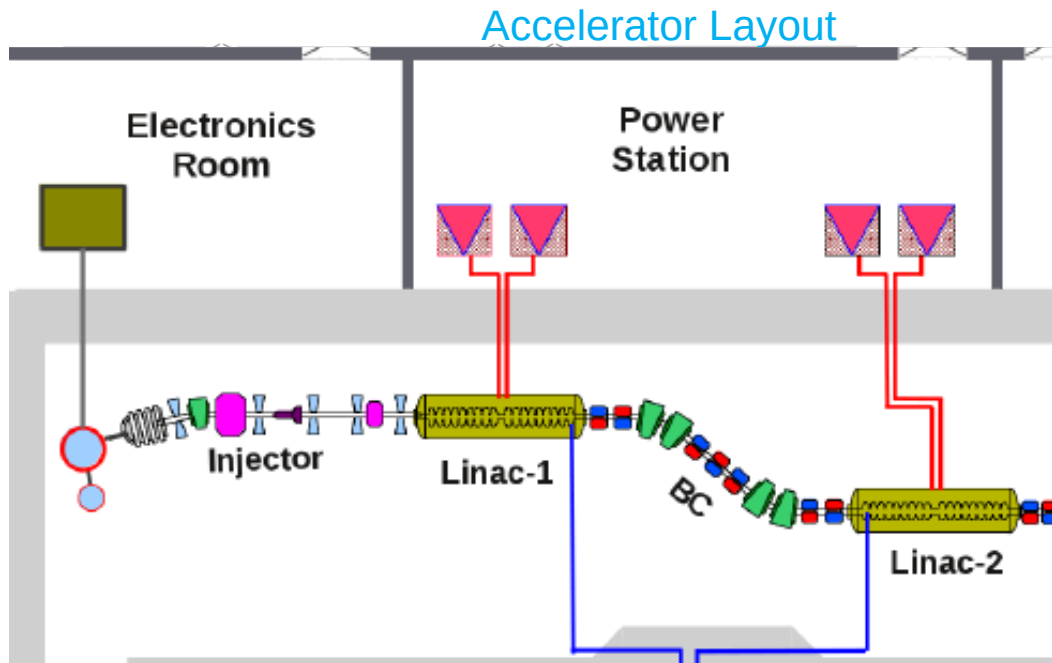 Accelerator Layout
Electronics
Room
Power
Station
Injector
Linac-1
BC
Linac-2